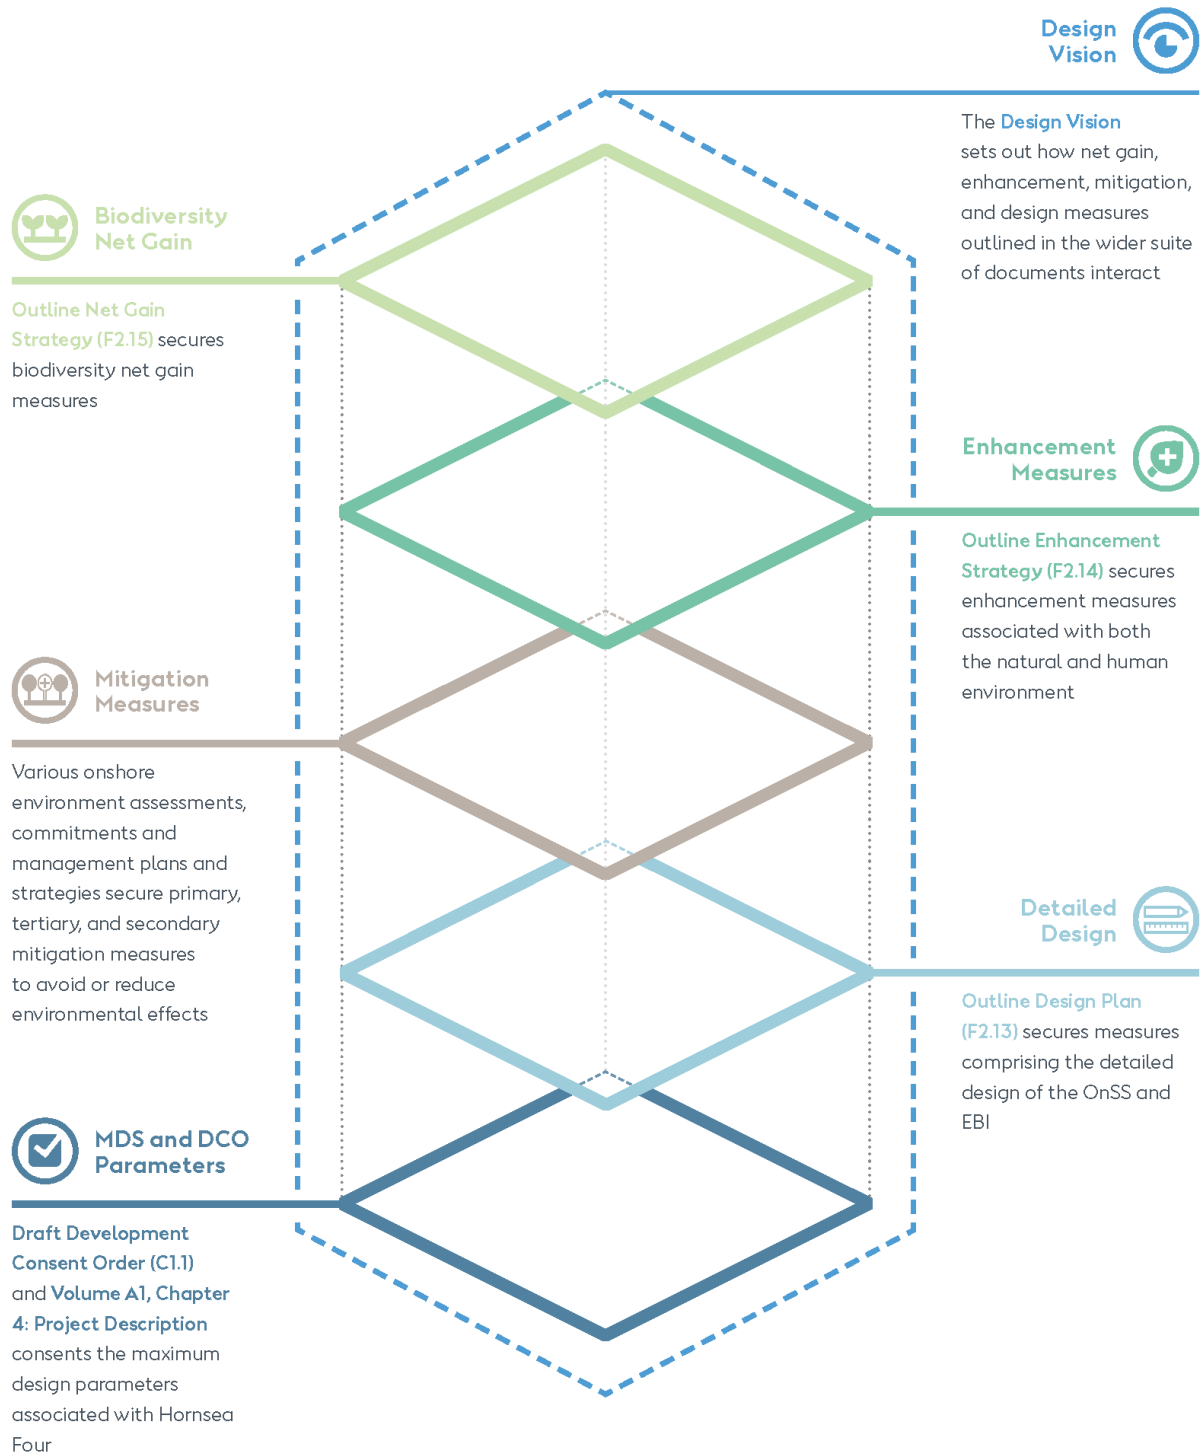 Design
Vision
The Design Vision
sets out how net gain,
enhancement, mitigation,
and design measures
outlined in the wider suite
of documents interact
Biodiversity
Net Gain
Outline Net Gain
Strategy (F2.15) secures
biodiversity net gain
measures
Enhancement
Measures
Outline Enhancement
Strategy (F2.14) secures
enhancement measures
associated with both
the natural and human
environment
Mitigation
Measures
Various onshore
environment assessments,
commitments and
management plans and
strategies secure primary,
tertiary, and secondary
mitigation measures
to avoid or reduce
environmental effects
Detailed
Design
Outline Design Plan
(F2.13) secures measures
comprising the detailed
design of the OnSS and
EBI
MDS and DCO
Parameters
Draft Development
Consent Order (C1.1)
and Volume A1, Chapter
4: Project Description
consents the maximum
design parameters
associated with Hornsea
Four